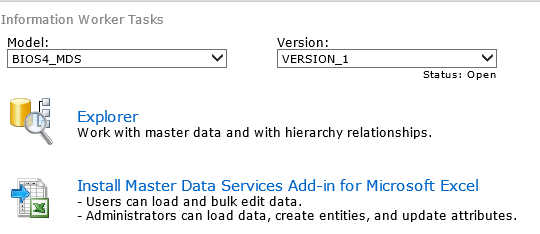 Information Worker Tasks
Model: Version:
BIOS4_MDS VERSION_1
Status: Open
Explorer
Work with master data and with hierarchy relationships.
Install Master Data Services Add-in for Microsoft Excel
- Users can load and bulk edit data.
- Administrators can load data, create entities, and update attributes.